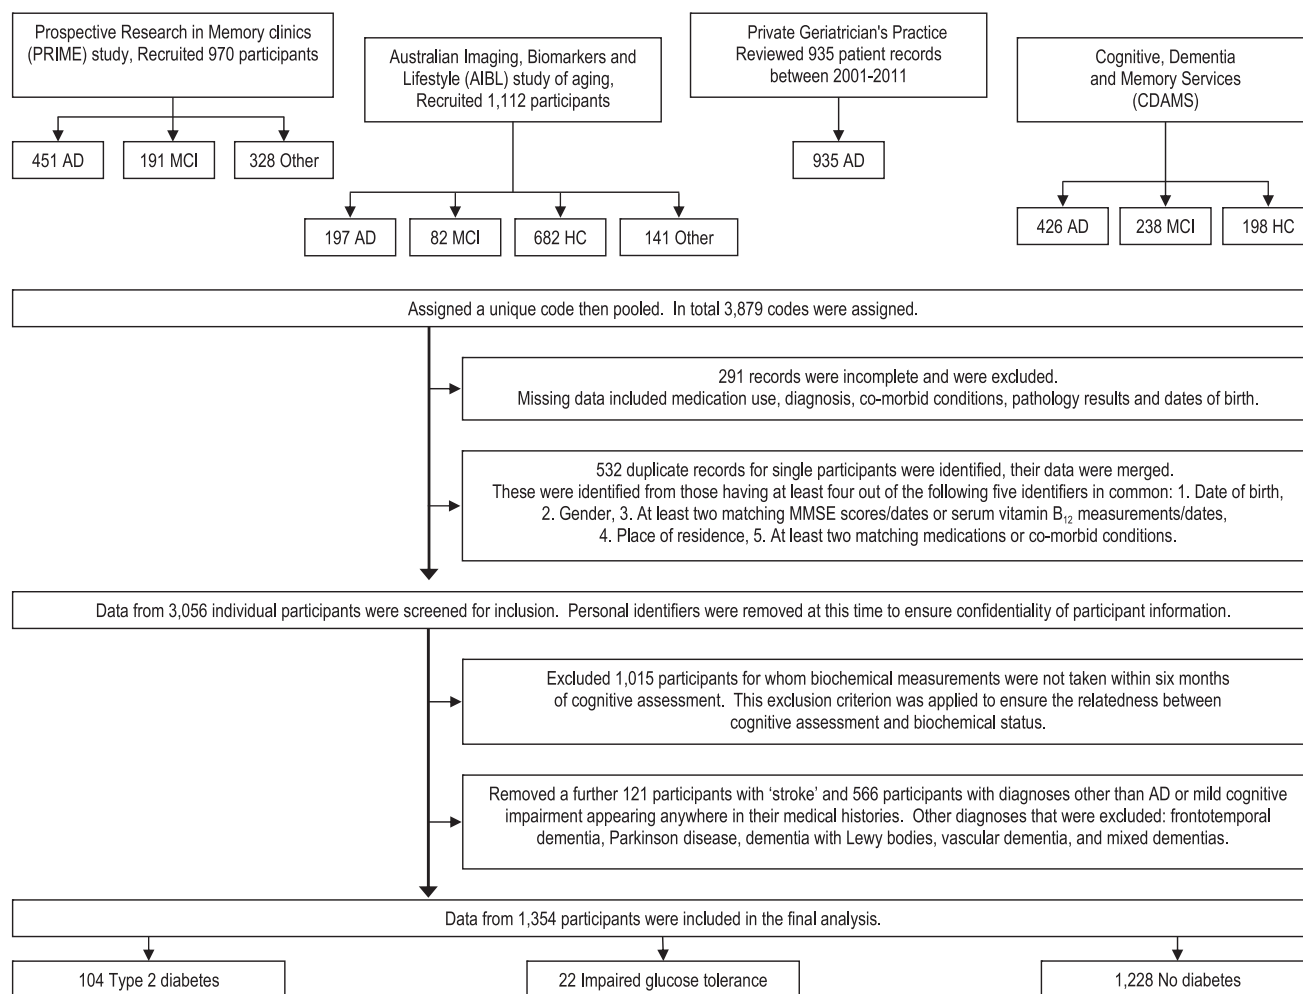 Prospective Research in Memory clinics
(PRIME) study, Recruited 970 participants
451 AD
191 MCI
328 Other
Australian Imaging, Biomarkers and
Lifestyle (AIBL) study of aging,
Recruited 1,112 participants
197 AD
82 MCI
682 HC
141 Other
Private Geriatrician's Practice
Reviewed 935 patient records
between 2001-2011
935 AD
Cognitive, Dementia
and Memory Services
(CDAMS)
426 AD
238 MCI
198 HC
Assigned a unique code then pooled. In total 3,879 codes were assigned.
291 records were incomplete and were excluded.
Missing data included medication use, diagnosis, co-morbid conditions, pathology results and dates of birth.
532 duplicate records for single participants were identified, their data were merged.
These were identified from those having at least four out of the following five identifiers in common: 1. Date of birth,
2. Gender, 3. At least two matching MMSE scores/dates or serum vitamin B12 measurements/dates,
4. Place of residence, 5. At least two matching medications or co-morbid conditions.
Data from 3,056 individual participants were screened for inclusion. Personal identifiers were removed at this time to ensure confidentiality of participant information.
Excluded 1,015 participants for whom biochemical measurements were not taken within six months
of cognitive assessment. This exclusion criterion was applied to ensure the relatedness between
cognitive assessment and biochemical status.
Removed a further 121 participants with ‘stroke’ and 566 participants with diagnoses other than AD or mild cognitive
impairment appearing anywhere in their medical histories. Other diagnoses that were excluded: frontotemporal
dementia, Parkinson disease, dementia with Lewy bodies, vascular dementia, and mixed dementias.
Data from 1,354 participants were included in the final analysis.
104 Type 2 diabetes
22 Impaired glucose tolerance
1,228 No diabetes